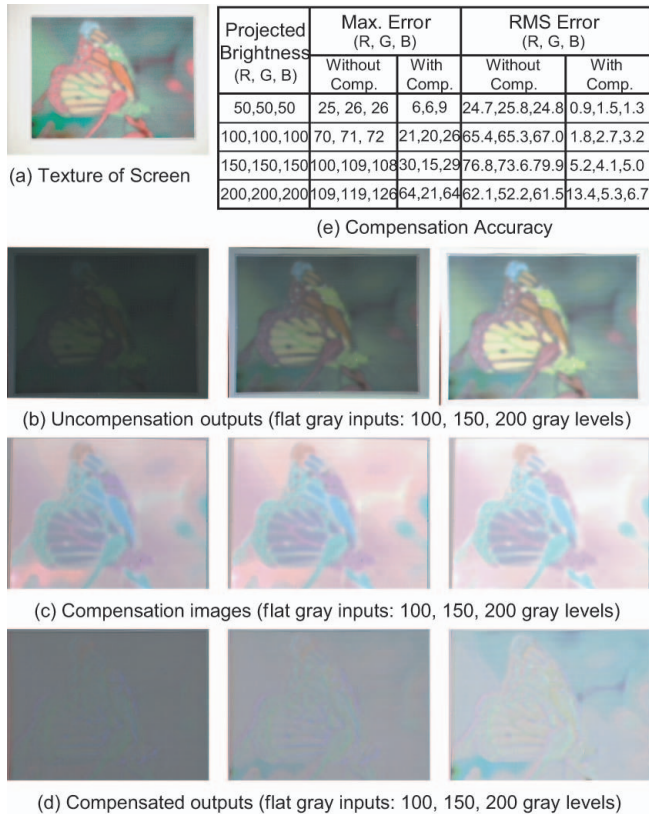 Projected Brightness (R, G, B) | Max. Error (R, G, B) | RMS Error (R, G, B)
Without Comp. | With Comp. | Without Comp. | With Comp.
50,50,50 | 25, 26, 26 | 6,6,9 | 24.7,25.8,24.8 | 0.9,1.5,1.3
100,100,100 | 70, 71, 72 | 21,20,26 | 65.4,65.3,67.0 | 1.8,2.7,3.2
150,150,150 | 100,109,108 | 30,15,29 | 76.8,73.6.79.9 | 5.2,4.1,5.0
200,200,200 | 109,119,126 | 64,21,64 | 62.1,52.2,61.5 | 13.4,5.3,6.7
(a) Texture of Screen
(e) Compensation Accuracy
(b) Uncompensation outputs (flat gray inputs: 100, 150, 200 gray levels)
(c) Compensation images (flat gray inputs: 100, 150, 200 gray levels)
(d) Compensated outputs (flat gray inputs: 100, 150, 200 gray levels)